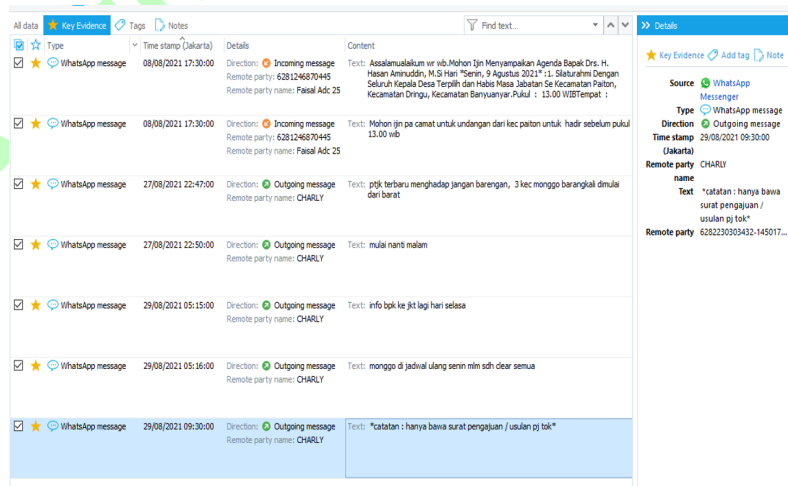 All data Key Evidence Tags Notes Find text... Details
Type Time stamp (Jakarta) Details Content
WhatsApp message 08/08/2021 17:30:00 Direction: Incoming message Text: Assalamualaikum wr wb.Mohon Ijin Menyampaikan Agenda Bapak Drs. H.
Remote party: 6281246870445 Hasan Aminuddin, M.Si Hari "Senin, 9 Agustus 2021" :1. Silaturahmi Dengan
Remote party name: Faisal Adc 25 Seluruh Kepala Desa Terpilih dan Habis Masa Jabatan Se Kecamatan Paiton,
Kecamatan Dringu, Kecamatan Banyuanyar.Pukul : 13.00 WIBTempat :
WhatsApp message 08/08/2021 17:30:00 Direction: Incoming message Text: Mohon ijin pa camat untuk undangan dari kec paiton untuk hadir sebelum pukul
Remote party: 6281246870445 13.00 wib
Remote party name: Faisal Adc 25
WhatsApp message 27/08/2021 22:47:00 Direction: Outgoing message Text: ptjk terbaru menghadap jangan barengan, 3 kec monggo barangkali dimulai
Remote party name: CHARLY dari barat
WhatsApp message 27/08/2021 22:50:00 Direction: Outgoing message Text: mulai nanti malam
Remote party name: CHARLY
WhatsApp message 29/08/2021 05:15:00 Direction: Outgoing message Text: info bpk ke jkt lagi hari selasa
Remote party name: CHARLY
WhatsApp message 29/08/2021 05:16:00 Direction: Outgoing message Text: monggo di jadwal ulang senin mlm sdh clear semua
Remote party name: CHARLY
WhatsApp message 29/08/2021 09:30:00 Direction: Outgoing message Text: *catatan : hanya bawa surat pengajuan / usulan pj tok*
Remote party name: CHARLY
Key Evidence Add tag Note
Source WhatsApp
Messenger
Type WhatsApp message
Direction Outgoing message
Time stamp 29/08/2021 09:30:00
(Jakarta)
Remote party CHARLY
name
Text *catatan : hanya bawa
surat pengajuan /
usulan pj tok*
Remote party 6282230303432-145017...